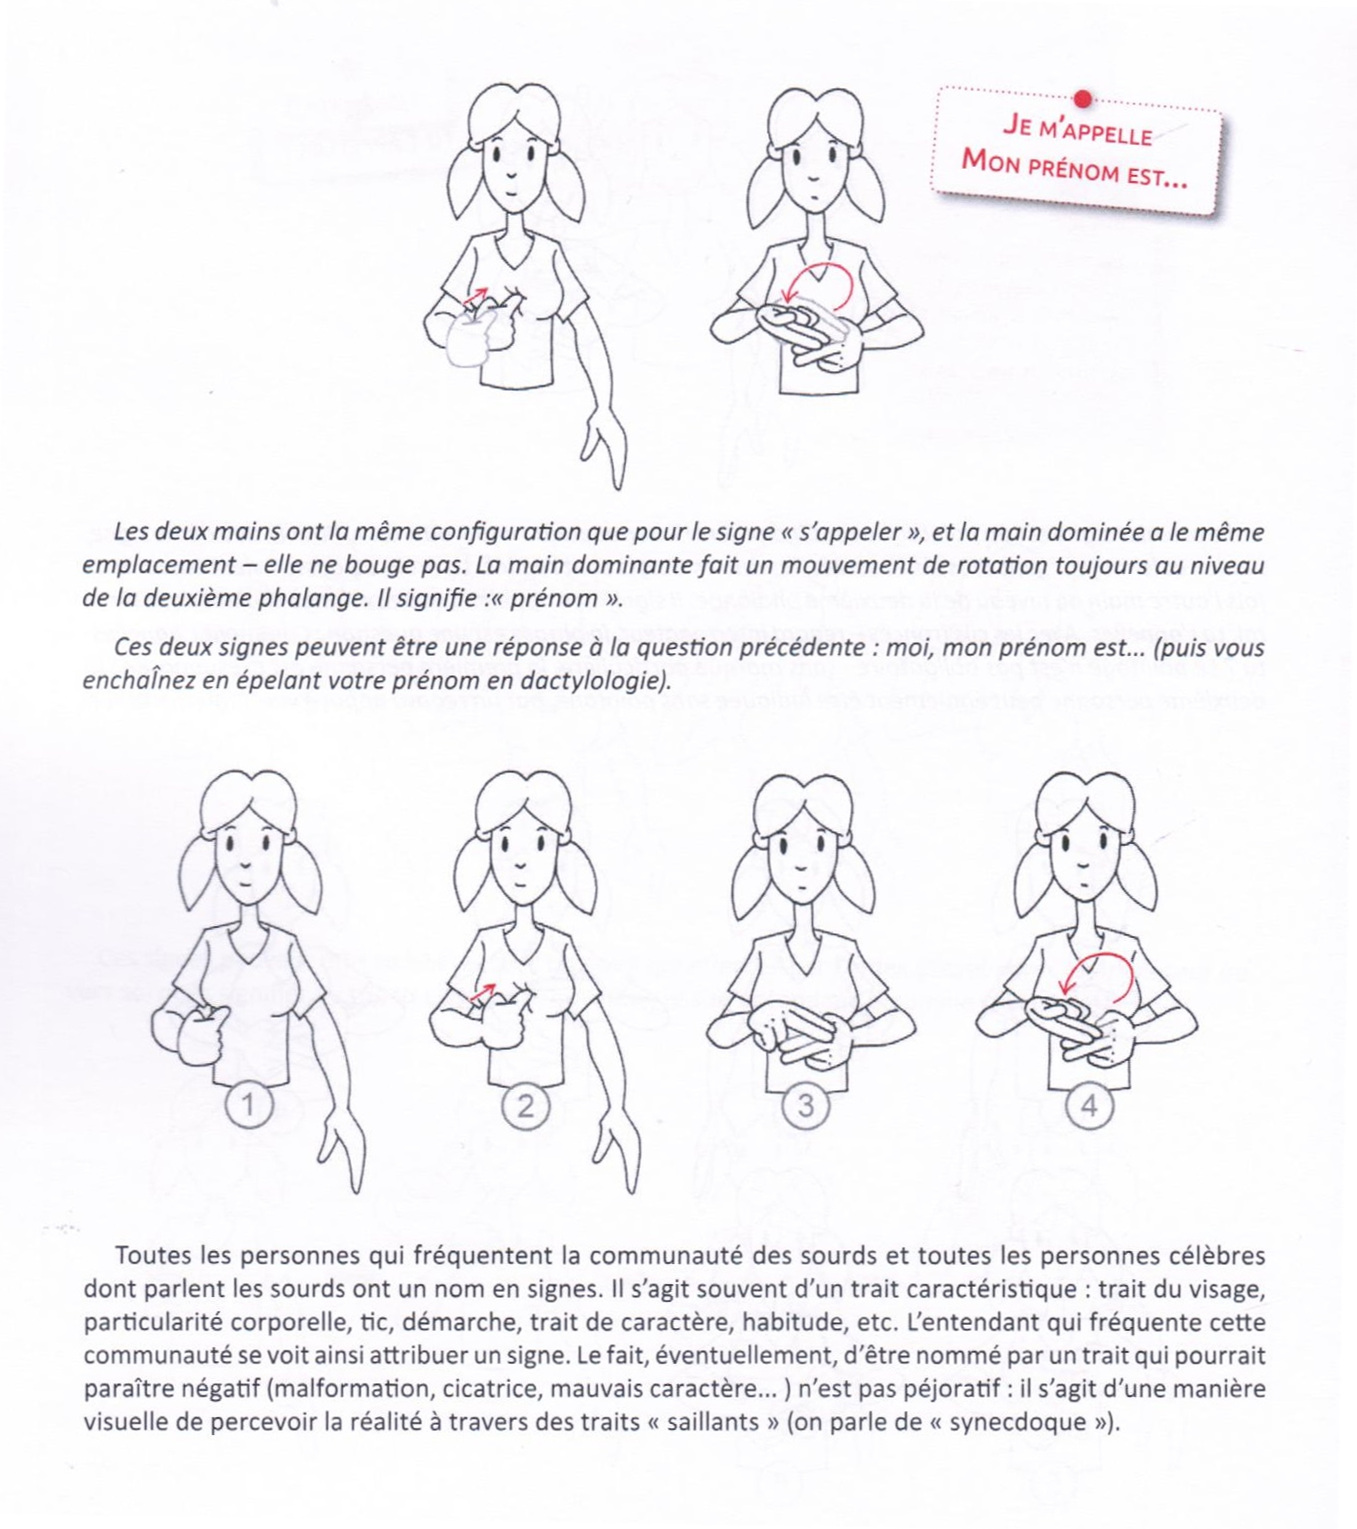 JE M'APPELLE
MON PRÉNOM EST...
Les deux mains ont la même configuration que pour le signe « s'appeler », et la main dominée a le même
emplacement – elle ne bouge pas. La main dominante fait un mouvement de rotation toujours au niveau
de la deuxième phalange. Il signifie :« prénom ».
Ces deux signes peuvent être une réponse à la question précédente : moi, mon prénom est... (puis vous
enchaînez en épelant votre prénom en dactylologie).
1 2 3 4
Toutes les personnes qui fréquentent la communauté des sourds et toutes les personnes célèbres
dont parlent les sourds ont un nom en signes. Il s'agit souvent d'un trait caractéristique : trait du visage,
particularité corporelle, tic, démarche, trait de caractère, habitude, etc. L'entendant qui fréquente cette
communauté se voit ainsi attribuer un signe. Le fait, éventuellement, d'être nommé par un trait qui pourrait
paraître négatif (malformation, cicatrice, mauvais caractère... ) n'est pas péjoratif : il s'agit d'une manière
visuelle de percevoir la réalité à travers des traits « saillants » (on parle de « synecdoque »).